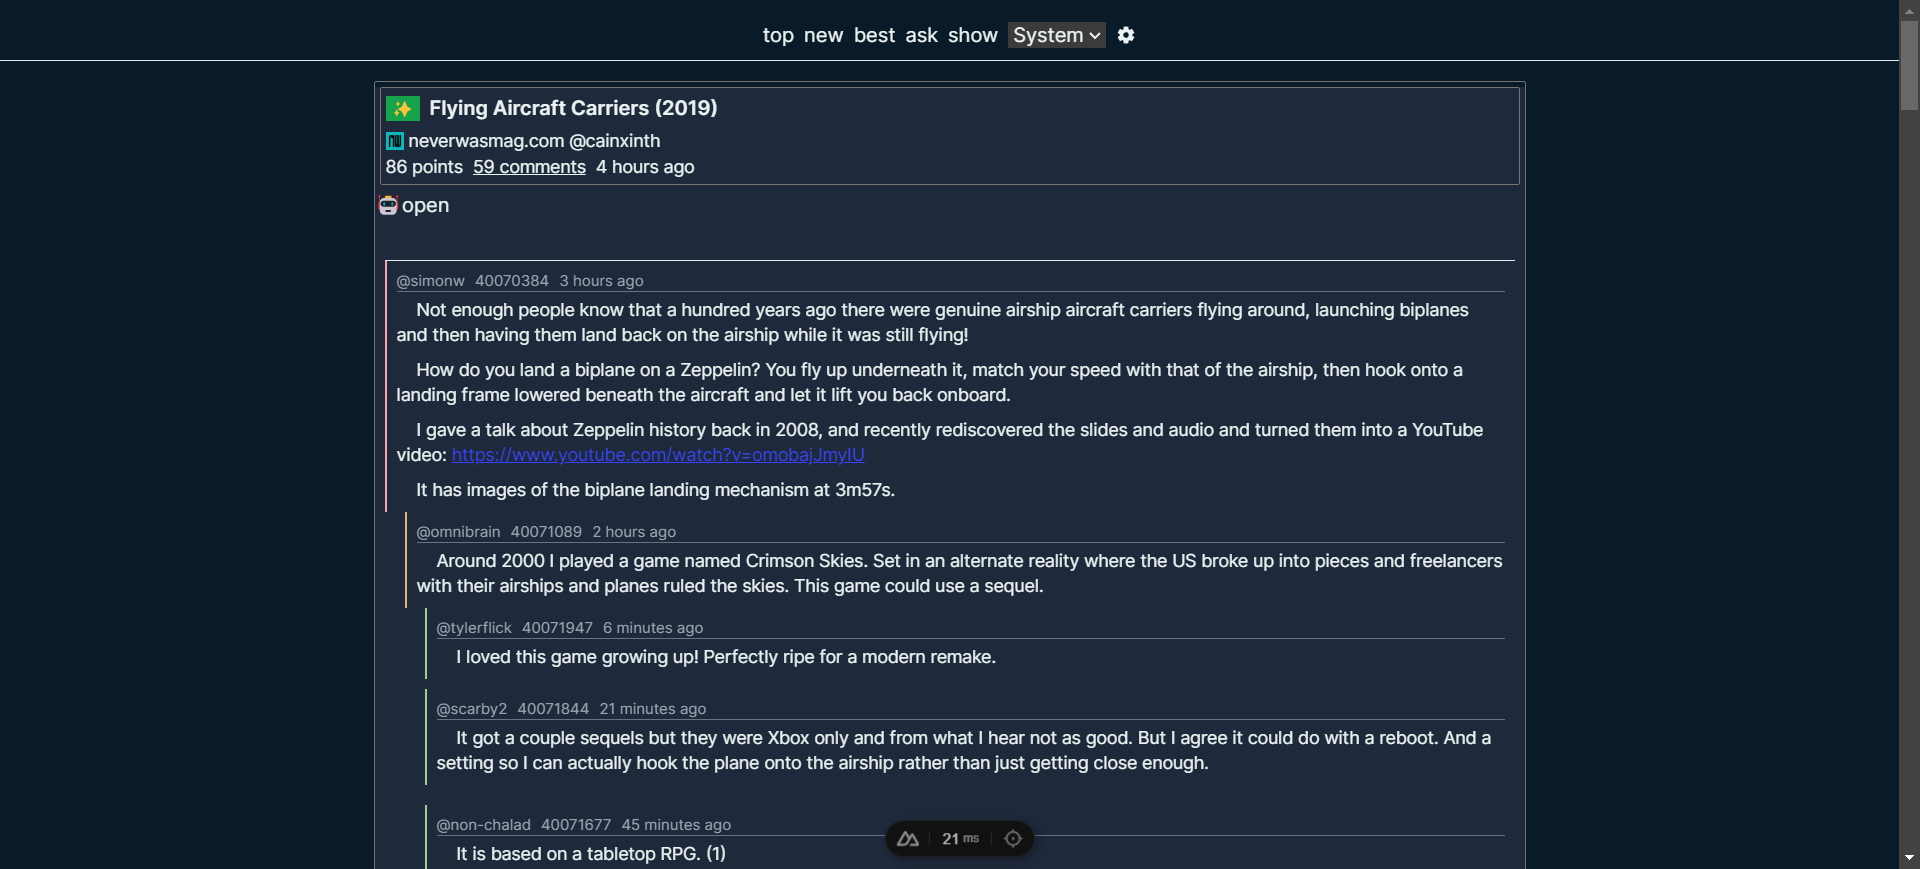 top new best ask show System
Flying Aircraft Carriers (2019)
neverwasmag.com @cainxinth
86 points 59 comments 4 hours ago
open
@simonw 40070384 3 hours ago
Not enough people know that a hundred years ago there were genuine airship aircraft carriers flying around, launching biplanes
and then having them land back on the airship while it was still flying!
How do you land a biplane on a Zeppelin? You fly up underneath it, match your speed with that of the airship, then hook onto a
landing frame lowered beneath the aircraft and let it lift you back onboard.
I gave a talk about Zeppelin history back in 2008, and recently rediscovered the slides and audio and turned them into a YouTube
video: https://www.youtube.com/watch?v=omobajJmyIU
It has images of the biplane landing mechanism at 3m57s.
@omnibrain 40071089 2 hours ago
Around 2000 I played a game named Crimson Skies. Set in an alternate reality where the US broke up into pieces and freelancers
with their airships and planes ruled the skies. This game could use a sequel.
@tylerflick 40071947 6 minutes ago
I loved this game growing up! Perfectly ripe for a modern remake.
@scarby2 40071844 21 minutes ago
It got a couple sequels but they were Xbox only and from what I hear not as good. But I agree it could do with a reboot. And a
setting so I can actually hook the plane onto the airship rather than just getting close enough.
@non-chalad 40071677 45 minutes ago
It is based on a tabletop RPG. (1)
21 ms